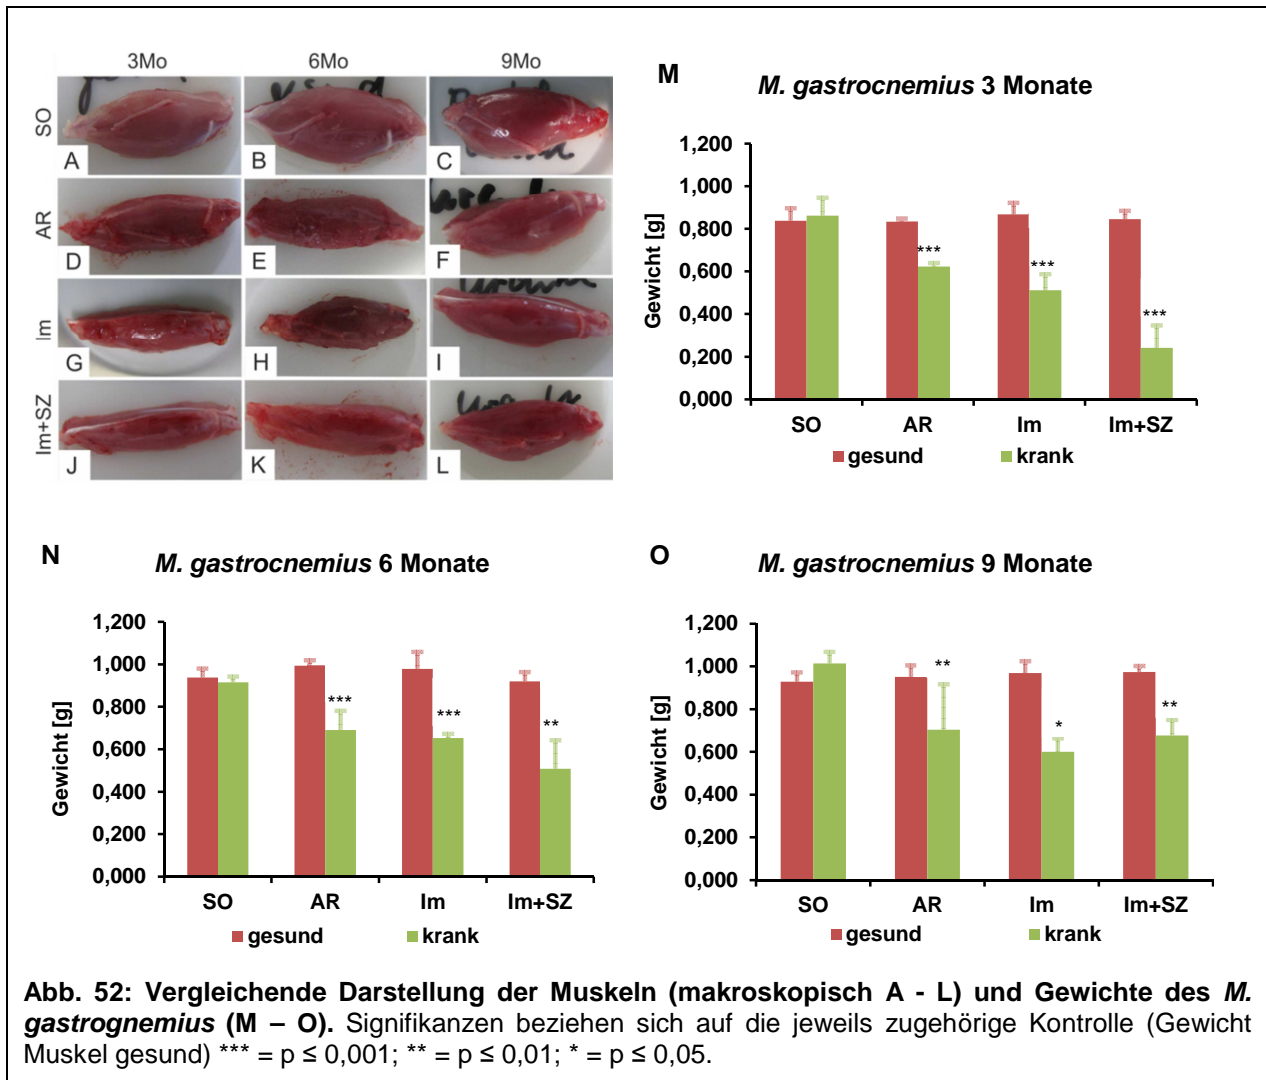 3Mo 6Mo 9Mo
SO
A B C
AR
D E F
Im
G H I
Im+SZ
J K L
M M. gastrocnemius 3 Monate
Gewicht [g]
1,200
1,000
0,800
0,600
0,400
0,200
0,000
*** *** ***
SO AR Im Im+SZ
gesund krank
N M. gastrocnemius 6 Monate
Gewicht [g]
1,200
1,000
0,800
0,600
0,400
0,200
0,000
*** *** **
SO AR Im Im+SZ
gesund krank
O M. gastrocnemius 9 Monate
Gewicht [g]
1,200
1,000
0,800
0,600
0,400
0,200
0,000
** * **
SO AR Im Im+SZ
gesund krank
Abb. 52: Vergleichende Darstellung der Muskeln (makroskopisch A - L) und Gewichte des M.
gastrognemius (M – O). Signifikanzen beziehen sich auf die jeweils zugehörige Kontrolle (Gewicht
Muskel gesund) *** = p ≤ 0,001; ** = p ≤ 0,01; * = p ≤ 0,05.